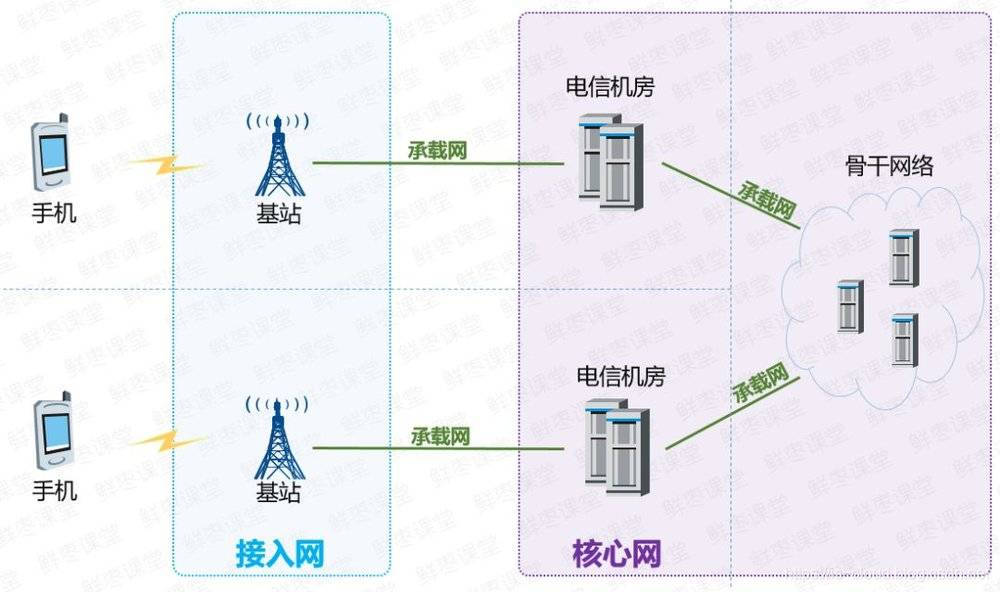 电信机房
承载网
骨干网络
手机
基站
承载网
电信机房
承载网
承载网
手机
基站
接入网
核心网
鲜枣课堂